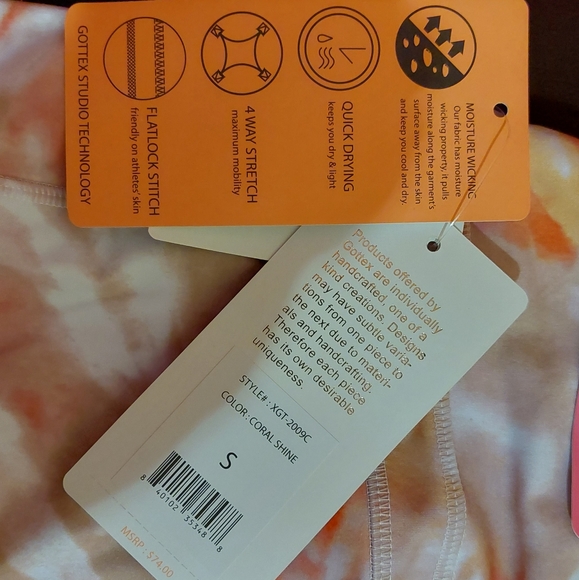 MOISTURE WICKING
Our fabric has moisture
wicking property, it pulls
moisture along the garment's
surface away from the skin
and keep you cool and dry.
QUICK DRYING
keeps you dry & light
4 WAY STRETCH
maximum mobility
FLATLOCK STITCH
friendly on athletes' skin
GOTTEX STUDIO TECHNOLOGY
Products offered by
Gottex are individually
handcrafted, one of a
kind creations. Designs
may have subtle varia-
tions from one piece to
the next due to materi-
als and handcrafting.
Therefore each piece
has its own desirable
uniqueness.
STYLE# : XGT-2009C
COLOR : CORAL SHINE
S
8 40102 35348 8
MSRP : $74.00